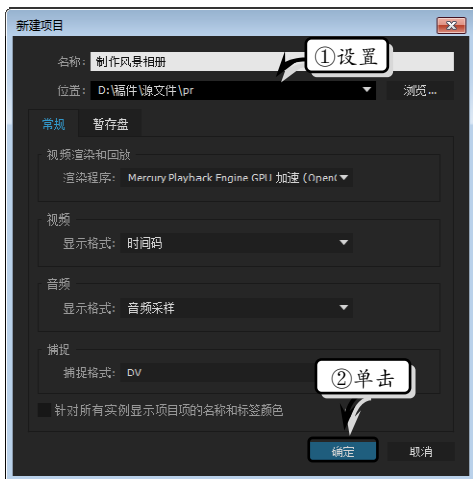 新建项目
名称: 制作风景相册
①设置
位置: D:\福件\源文件\pr 浏览...
常规 暂存盘
视频渲染和回放
渲染程序: Mercury Playback Engine GPU 加速 (Open(
视频
显示格式: 时间码
音频
显示格式: 音频采样
捕捉
捕捉格式: DV
②单击
针对所有实例显示项目项的名称和标签颜色
确定 取消